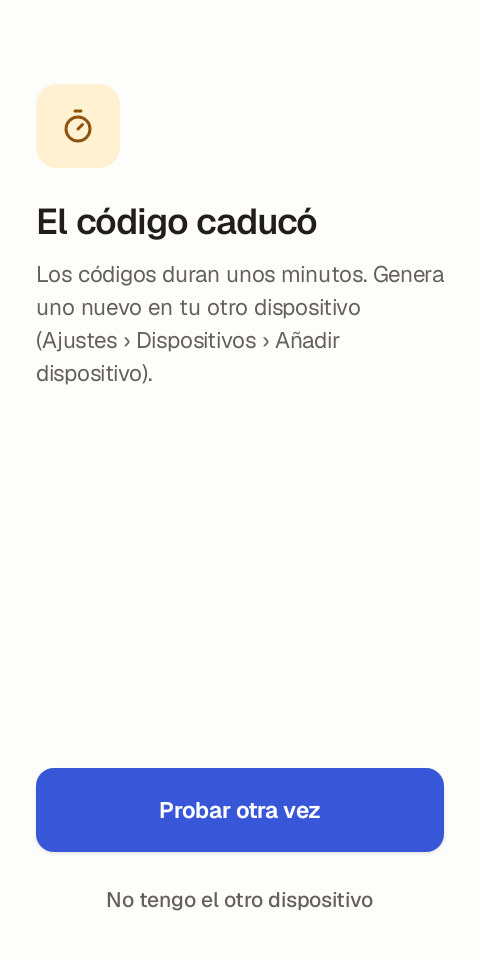 El código caducó
Los códigos duran unos minutos. Genera
uno nuevo en tu otro dispositivo
(Ajustes › Dispositivos › Añadir
dispositivo).
Probar otra vez
No tengo el otro dispositivo